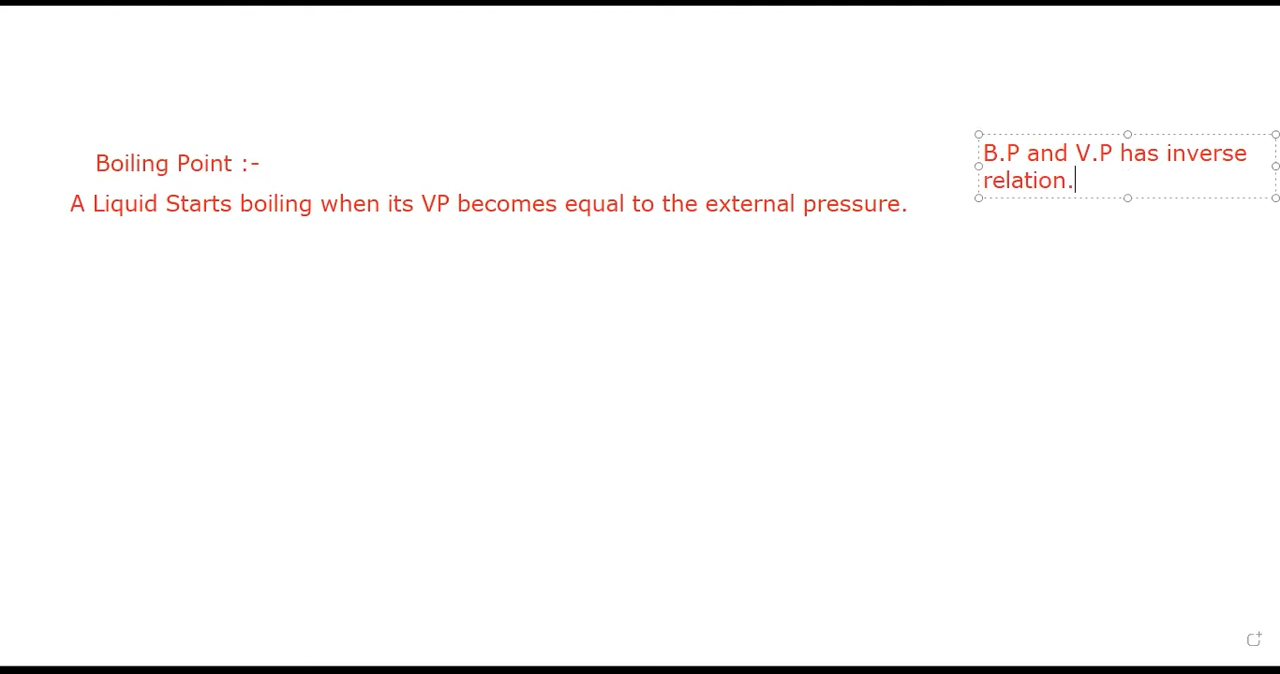 Boiling Point :-
A Liquid Starts boiling when its VP becomes equal to the external pressure.
B.P and V.P has inverse
relation.